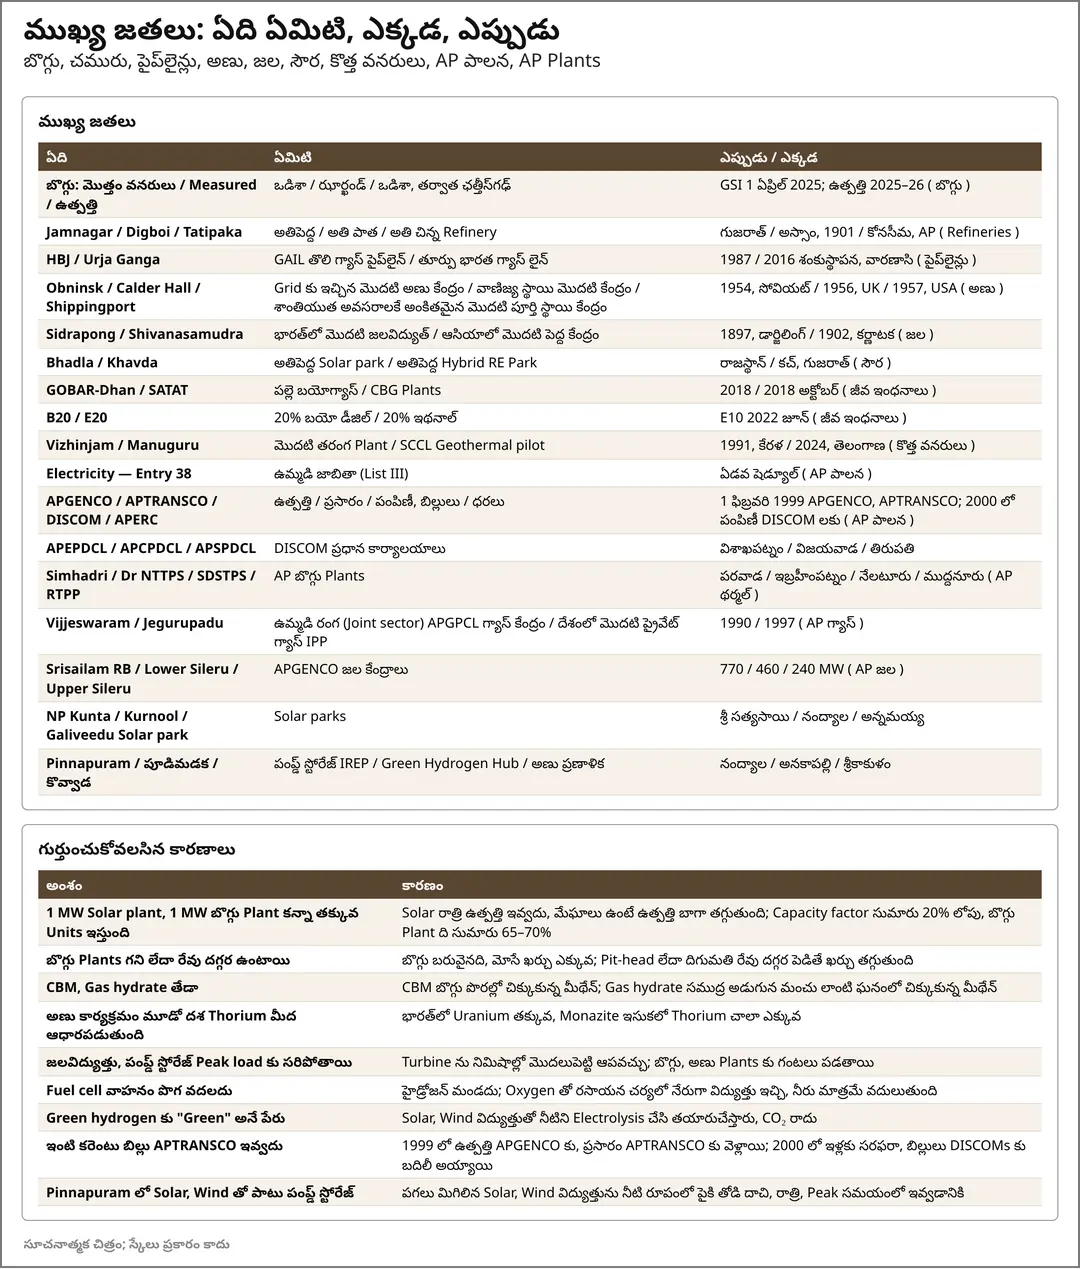 ముఖ్య జతలు: ఏది ఏమిటి, ఎక్కడ, ఎప్పుడు
బొగ్గు, చమురు, పైప్‌లైన్లు, అణు, జల, సౌర, కొత్త వనరులు, AP పాలన, AP Plants
ముఖ్య జతలు
ఏది ఏమిటి ఎప్పుడు / ఎక్కడ
బొగ్గు: మొత్తం వనరులు / Measured ఒడిశా / ఝార్ఖండ్ / ఒడిశా, తర్వాత ఛత్తీస్‌గఢ్ GSI 1 ఏప్రిల్ 2025; ఉత్పత్తి 2025–26 ( బొగ్గు )
/ ఉత్పత్తి
Jamnagar / Digboi / Tatipaka అతిపెద్ద / అతి పాత / అతి చిన్న Refinery గుజరాత్ / అస్సాం, 1901 / కోనసీమ, AP ( Refineries )
HBJ / Urja Ganga GAIL తొలి గ్యాస్ పైప్‌లైన్ / తూర్పు భారత గ్యాస్ లైన్ 1987 / 2016 శంకుస్థాపన, వారణాసి ( పైప్‌లైన్లు )
Obninsk / Calder Hall / Grid కు ఇచ్చిన మొదటి అణు కేంద్రం / వాణిజ్య స్థాయి మొదటి కేంద్రం / 1954, సోవియట్ / 1956, UK / 1957, USA ( అణు )
Shippingport శాంతియుత అవసరాలకే అంకితమైన మొదటి పూర్తి స్థాయి కేంద్రం
Sidrapong / Shivanasamudra భారత్‌లో మొదటి జలవిద్యుత్ / ఆసియాలో మొదటి పెద్ద కేంద్రం 1897, డార్జిలింగ్ / 1902, కర్ణాటక ( జల )
Bhadla / Khavda అతిపెద్ద Solar park / అతిపెద్ద Hybrid RE Park రాజస్థాన్ / కచ్, గుజరాత్ ( సౌర )
GOBAR-Dhan / SATAT పల్లె బయోగ్యాస్ / CBG Plants 2018 / 2018 అక్టోబర్ ( జీవ ఇంధనాలు )
B20 / E20 20% బయో డీజిల్ / 20% ఇథనాల్ E10 2022 జూన్ ( జీవ ఇంధనాలు )
Vizhinjam / Manuguru మొదటి తరంగ Plant / SCCL Geothermal pilot 1991, కేరళ / 2024, తెలంగాణ ( కొత్త వనరులు )
Electricity — Entry 38 ఉమ్మడి జాబితా (List III) ఏడవ షెడ్యూల్ ( AP పాలన )
APGENCO / APTRANSCO / ఉత్పత్తి / ప్రసారం / పంపిణీ, బిల్లులు / ధరలు 1 ఫిబ్రవరి 1999 APGENCO, APTRANSCO; 2000 లో
DISCOM / APERC పంపిణీ DISCOM లకు ( AP పాలన )
APEPDCL / APCPDCL / APSPDCL DISCOM ప్రధాన కార్యాలయాలు విశాఖపట్నం / విజయవాడ / తిరుపతి
Simhadri / Dr NTTPS / SDSTPS / AP బొగ్గు Plants పరవాడ / ఇబ్రహీంపట్నం / నేలటూరు / ముద్దనూరు ( AP
RTPP థర్మల్ )
Vijjeswaram / Jegurupadu ఉమ్మడి రంగ (Joint sector) APGPCL గ్యాస్ కేంద్రం / దేశంలో మొదటి ప్రైవేట్ 1990 / 1997 ( AP గ్యాస్ )
గ్యాస్ IPP
Srisailam RB / Lower Sileru / APGENCO జల కేంద్రాలు 770 / 460 / 240 MW ( AP జల )
Upper Sileru
NP Kunta / Kurnool / Solar parks శ్రీ సత్యసాయి / నంద్యాల / అన్నమయ్య
Galiveedu Solar park
Pinnapuram / పూడిమడక / పంప్డ్ స్టోరేజ్ IREP / Green Hydrogen Hub / అణు ప్రణాళిక నంద్యాల / అనకాపల్లి / శ్రీకాకుళం
కొవ్వాడ
గుర్తుంచుకోవలసిన కారణాలు
అంశం కారణం
1 MW Solar plant, 1 MW బొగ్గు Plant కన్నా తక్కువ Solar రాత్రి ఉత్పత్తి ఇవ్వదు, మేఘాలు ఉంటే ఉత్పత్తి బాగా తగ్గుతుంది; Capacity factor సుమారు 20% లోపు, బొగ్గు
Units ఇస్తుంది Plant ది సుమారు 65–70%
బొగ్గు Plants గని లేదా రేవు దగ్గర ఉంటాయి బొగ్గు బరువైనది, మోసే ఖర్చు ఎక్కువ; Pit-head లేదా దిగుమతి రేవు దగ్గర పెడితే ఖర్చు తగ్గుతుంది
CBM, Gas hydrate తేడా CBM బొగ్గు పొరల్లో చిక్కుకున్న మీథేన్; Gas hydrate సముద్ర అడుగున మంచు లాంటి ఘనంలో చిక్కుకున్న మీథేన్
అణు కార్యక్రమం మూడో దశ Thorium మీద భారత్‌లో Uranium తక్కువ, Monazite ఇసుకలో Thorium చాలా ఎక్కువ
ఆధారపడుతుంది
జలవిద్యుత్తు, పంప్డ్ స్టోరేజ్ Peak load కు సరిపోతాయి Turbine ను నిమిషాల్లో మొదలుపెట్టి ఆపవచ్చు; బొగ్గు, అణు Plants కు గంటలు పడతాయి
Fuel cell వాహనం పొగ వదలదు హైడ్రోజన్ మండదు; Oxygen తో రసాయన చర్యలో నేరుగా విద్యుత్తు ఇచ్చి, నీరు మాత్రమే వదులుతుంది
Green hydrogen కు "Green" అనే పేరు Solar, Wind విద్యుత్తుతో నీటిని Electrolysis చేసి తయారుచేస్తారు, CO₂ రాదు
ఇంటి కరెంటు బిల్లు APTRANSCO ఇవ్వదు 1999 లో ఉత్పత్తి APGENCO కు, ప్రసారం APTRANSCO కు వెళ్లాయి; 2000 లో ఇళ్లకు సరఫరా, బిల్లులు DISCOMs కు
బదిలీ అయ్యాయి
Pinnapuram లో Solar, Wind తో పాటు పంప్డ్ స్టోరేజ్ పగలు మిగిలిన Solar, Wind విద్యుత్తును నీటి రూపంలో పైకి తోడి దాచి, రాత్రి, Peak సమయంలో ఇవ్వడానికి
సూచనాత్మక చిత్రం; స్కేలు ప్రకారం కాదు